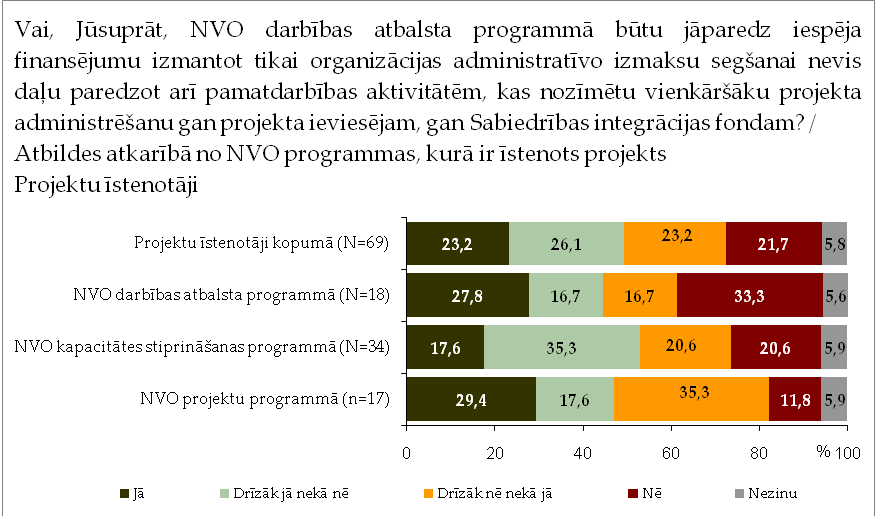 Vai, Jūsuprāt, NVO darbības atbalsta programmā būtu jāparedz iespēja
finansējumu izmantot tikai organizācijas administratīvo izmaksu segšanai nevis
daļu paredzot arī pamatdarbības aktivitātēm, kas nozīmētu vienkāršāku projekta
administrēšanu gan projekta ieviesējam, gan Sabiedrības integrācijas fondam? /
Atbildes atkarībā no NVO programmas, kurā ir īstenots projekts
Projektu īstenotāji
Projektu īstenotāji kopumā (N=69)
23,2 26,1 23,2 21,7 5,8
NVO darbības atbalsta programmā (N=18)
27,8 16,7 16,7 33,3 5,6
NVO kapacitātes stiprināšanas programmā (N=34)
17,6 35,3 20,6 20,6 5,9
NVO projektu programmā (n=17)
29,4 17,6 35,3 11,8 5,9
0 20 40 60 80 % 100
Jā Drīzāk jā nekā nē Drīzāk nē nekā jā Nē Nezinu